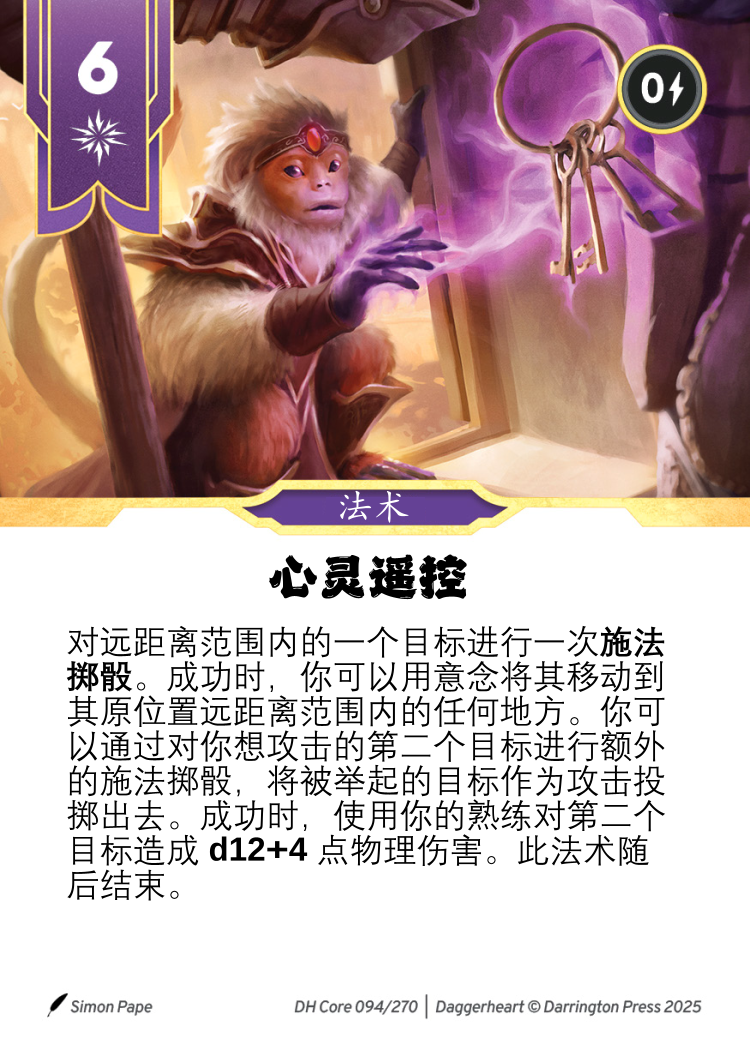 6
0
法术
心灵遥控
对远距离范围内的一个目标进行一次施法
掷骰。成功时，你可以用意念将其移动到
其原位置远距离范围内的任何地方。你可
以通过对你想攻击的第二个目标进行额外
的施法掷骰，将被举起的目标作为攻击投
掷出去。成功时，使用你的熟练对第二个
目标造成 d12+4 点物理伤害。此法术随
后结束。
Simon Pape
DH Core 094/270 | Daggerheart © Darrington Press 2025